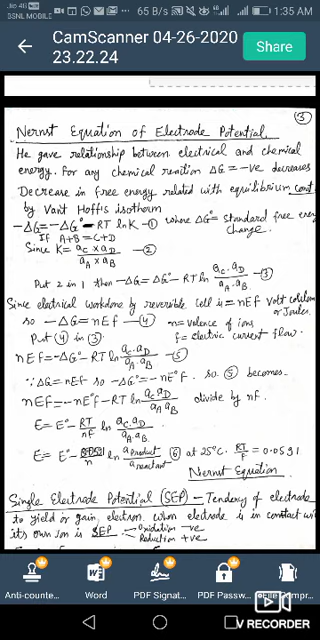 Jio 4G
BSNL MOBILE
65 B/s
1:35 AM
CamScanner 04-26-2020
23.22.24
Share
3
Nernst Equation of Electrode Potential
He gave relationship between electrical and chemical
energy. For any chemical reaction ΔG = -ve decreases
Decrease in free energy related with equilibrium const
by Vant Hoff's isotherm
-ΔG = -ΔG° - RT lnK - ① where ΔG° = standard free energy change.
If A+B = C+D
Since K = aC x aD / aA x aB - ②
Put 2 in 1 then -ΔG = ΔG° - RT ln aC.aD / aA.aB - ③
Since electrical workdone by reversible cell is = nEF Volt coulomb or Joules.
so -ΔG = nEF - ④ n = valence of ions
Put ④ in ③ f = electric current flow.
nEF = -ΔG° - RT ln aC.aD / aA aB - ⑤
∵ ΔG = nEF so -ΔG° = -nE°F. so ⑤ becomes
nEF = -nE°F - RT ln aC.aD / aA aB divide by nF.
E = E° - RT/nF ln aC.aD / aA.aB
E = E° - 0.0591/n ln aProduct / areactant ⑥ at 25°C. RT/F = 0.0591
Nernst Equation
Single Electrode Potential (SEP) - Tendency of electrode
to yield or gain electron. When electrode is in contact wi
it's own ion is SEP Oxidation -ve
Reduction +ve
Anti-counte...
Word
PDF Signat...
PDF Passw...
File Compr...
V RECORDER